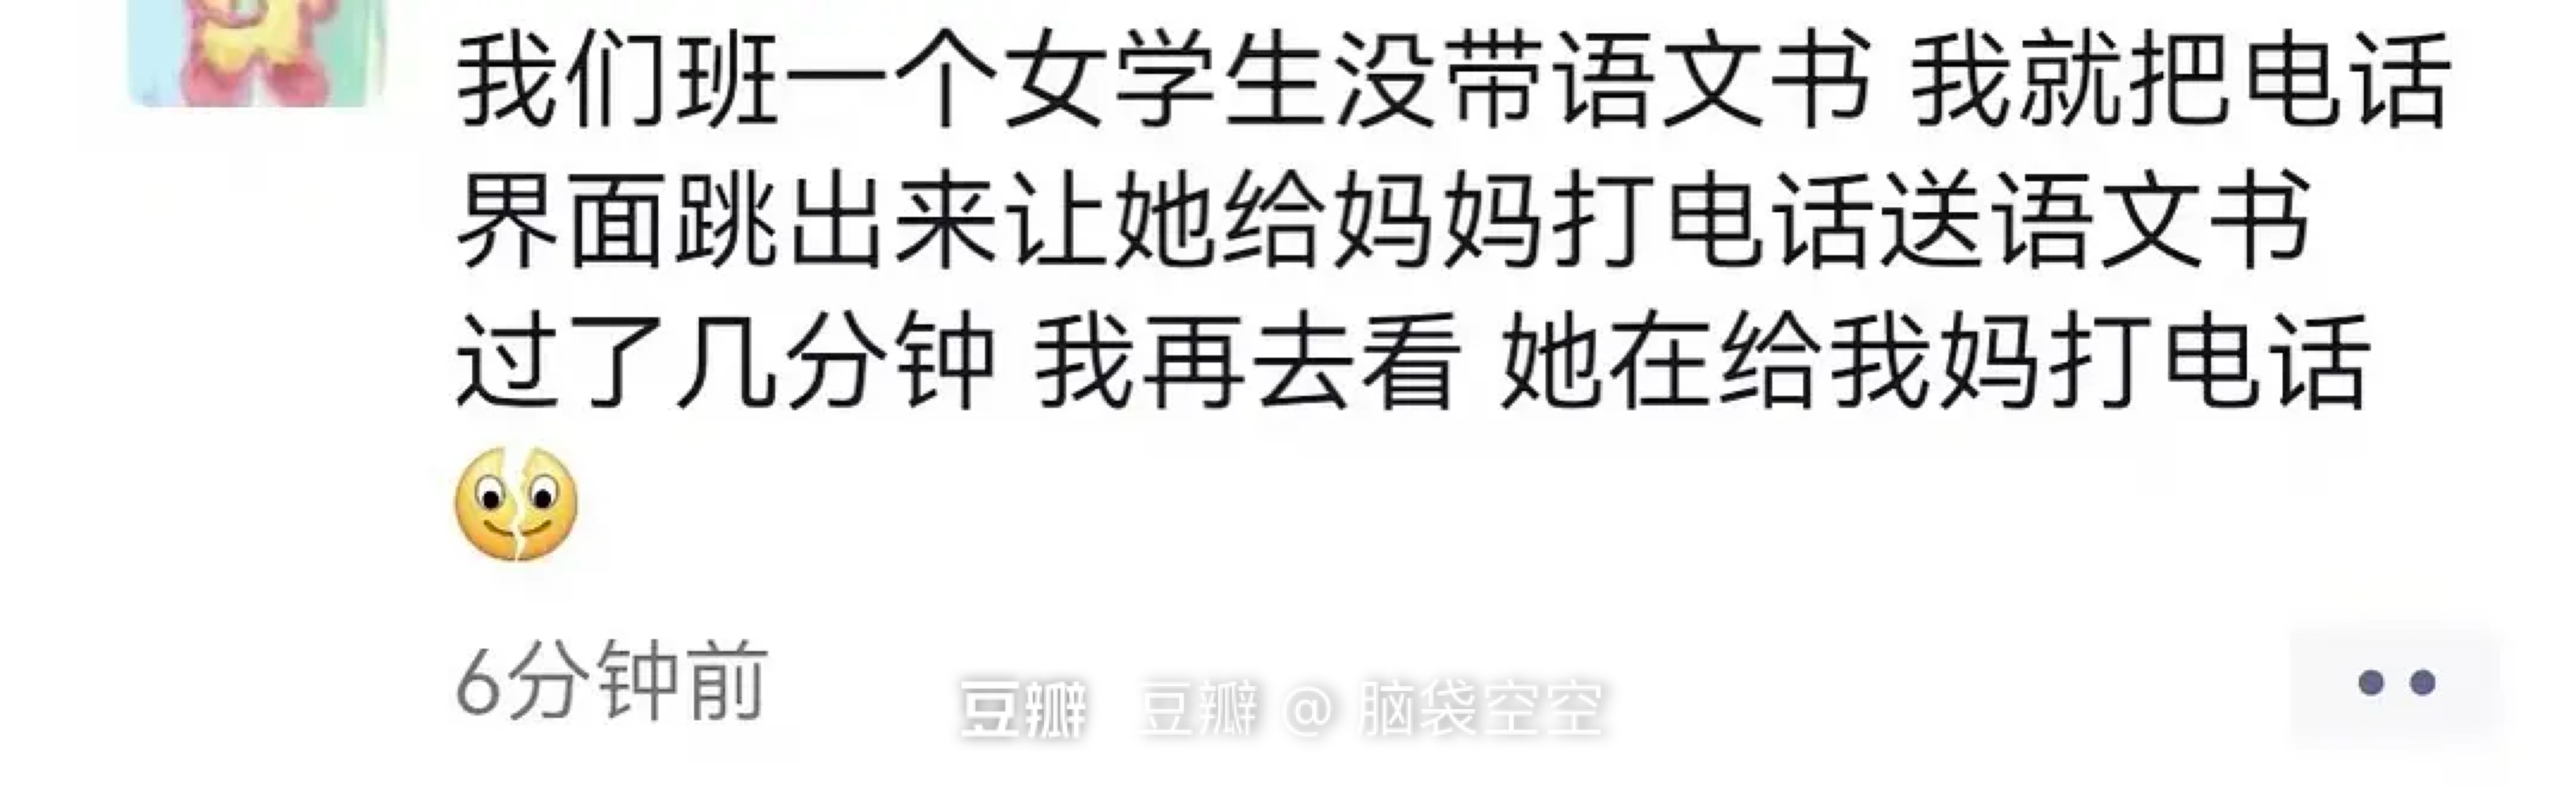 我们班一个女学生没带语文书 我就把电话
界面跳出来让她给妈妈打电话送语文书
过了几分钟 我再去看 她在给我妈打电话
6分钟前
豆瓣 豆瓣 @ 脑袋空空